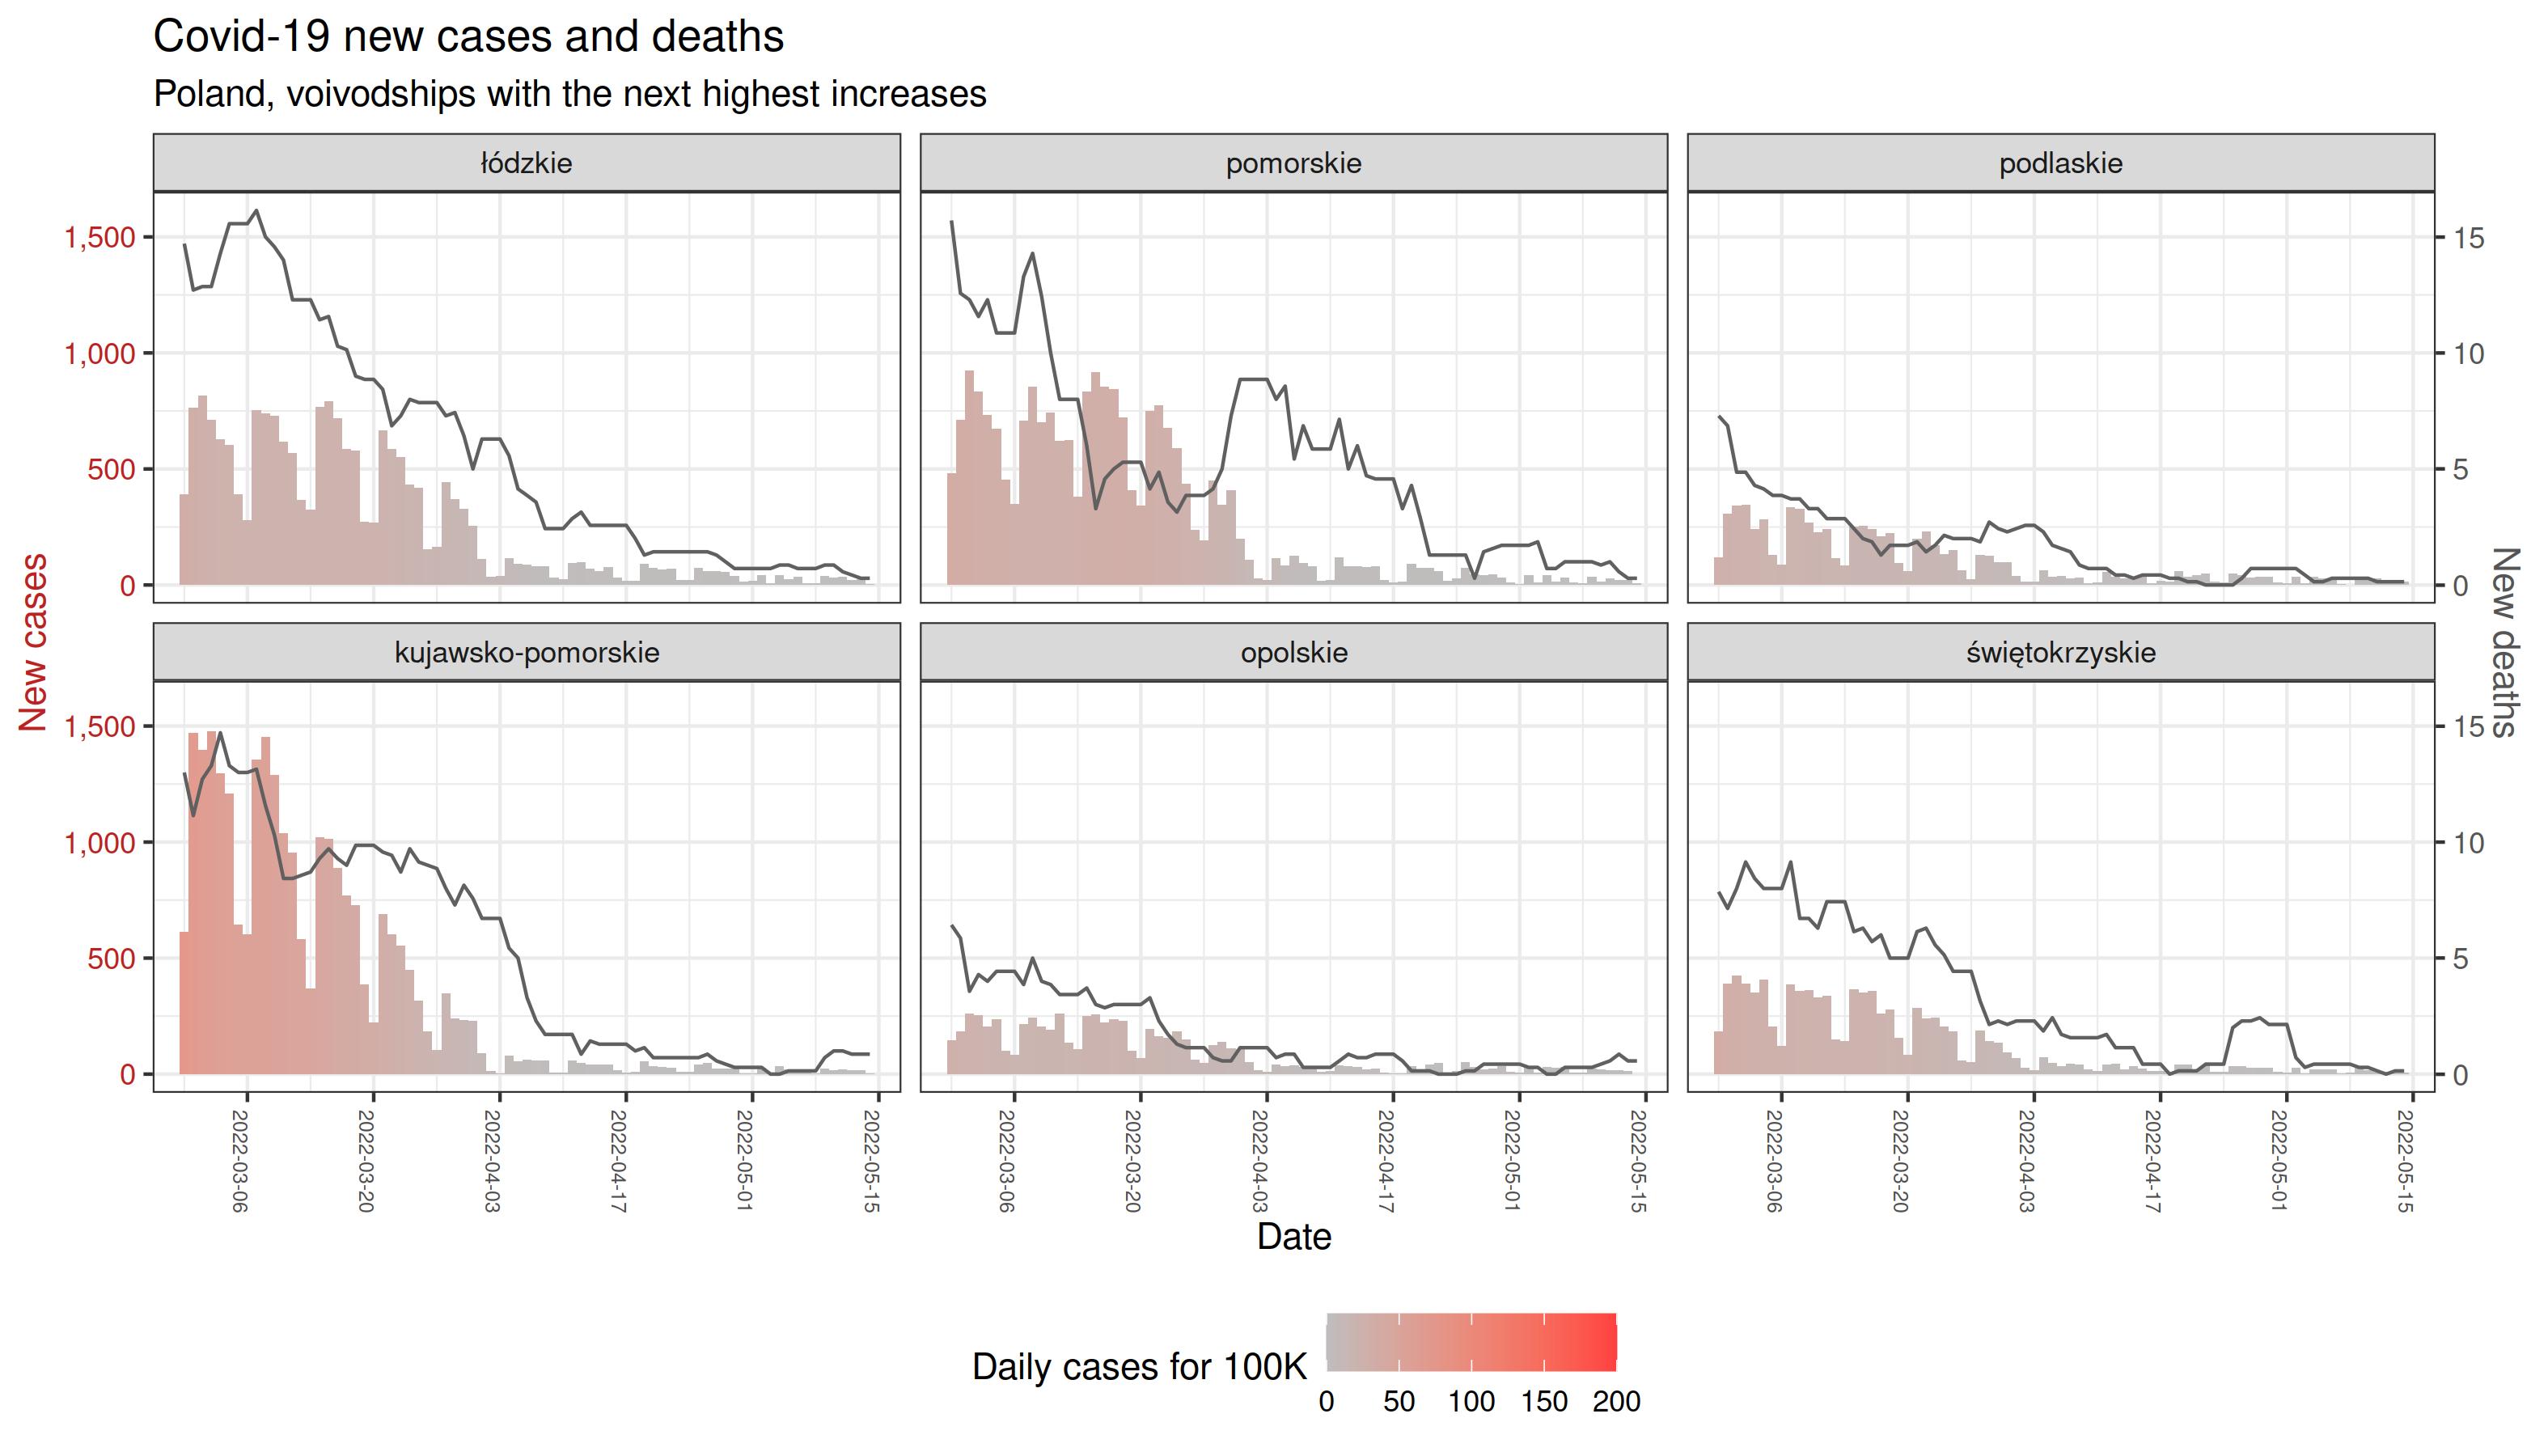 Covid-19 new cases and deaths
Poland, voivodships with the next highest increases
łódzkie
pomorskie
podlaskie
1,500
1,000
500
0
15
10
5
0
New cases
New deaths
kujawsko-pomorskie
opolskie
świętokrzyskie
1,500
1,000
500
0
15
10
5
0
2022-03-06
2022-03-20
2022-04-03
2022-04-17
2022-05-01
2022-05-15
2022-03-06
2022-03-20
2022-04-03
2022-04-17
2022-05-01
2022-05-15
2022-03-06
2022-03-20
2022-04-03
2022-04-17
2022-05-01
2022-05-15
Date
Daily cases for 100K
0 50 100 150 200